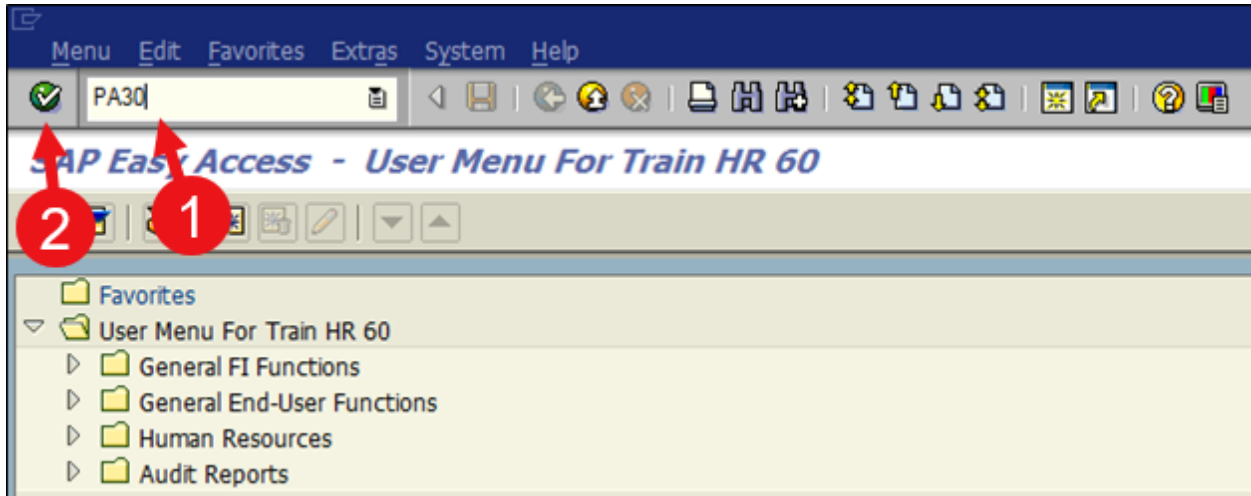 Menu Edit Favorites Extras System Help
PA30
SAP Easy Access - User Menu For Train HR 60
2 1
Favorites
User Menu For Train HR 60
General FI Functions
General End-User Functions
Human Resources
Audit Reports